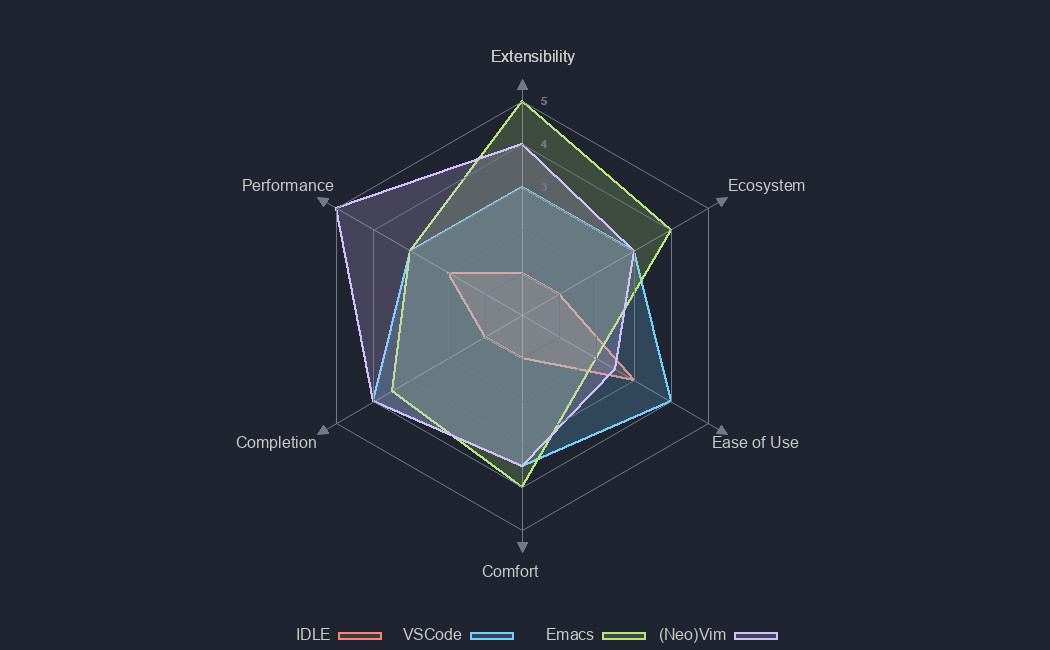 Extensibility
5
4
3
Performance
Ecosystem
Completion
Ease of Use
Comfort
IDLE
VSCode
Emacs
(Neo)Vim